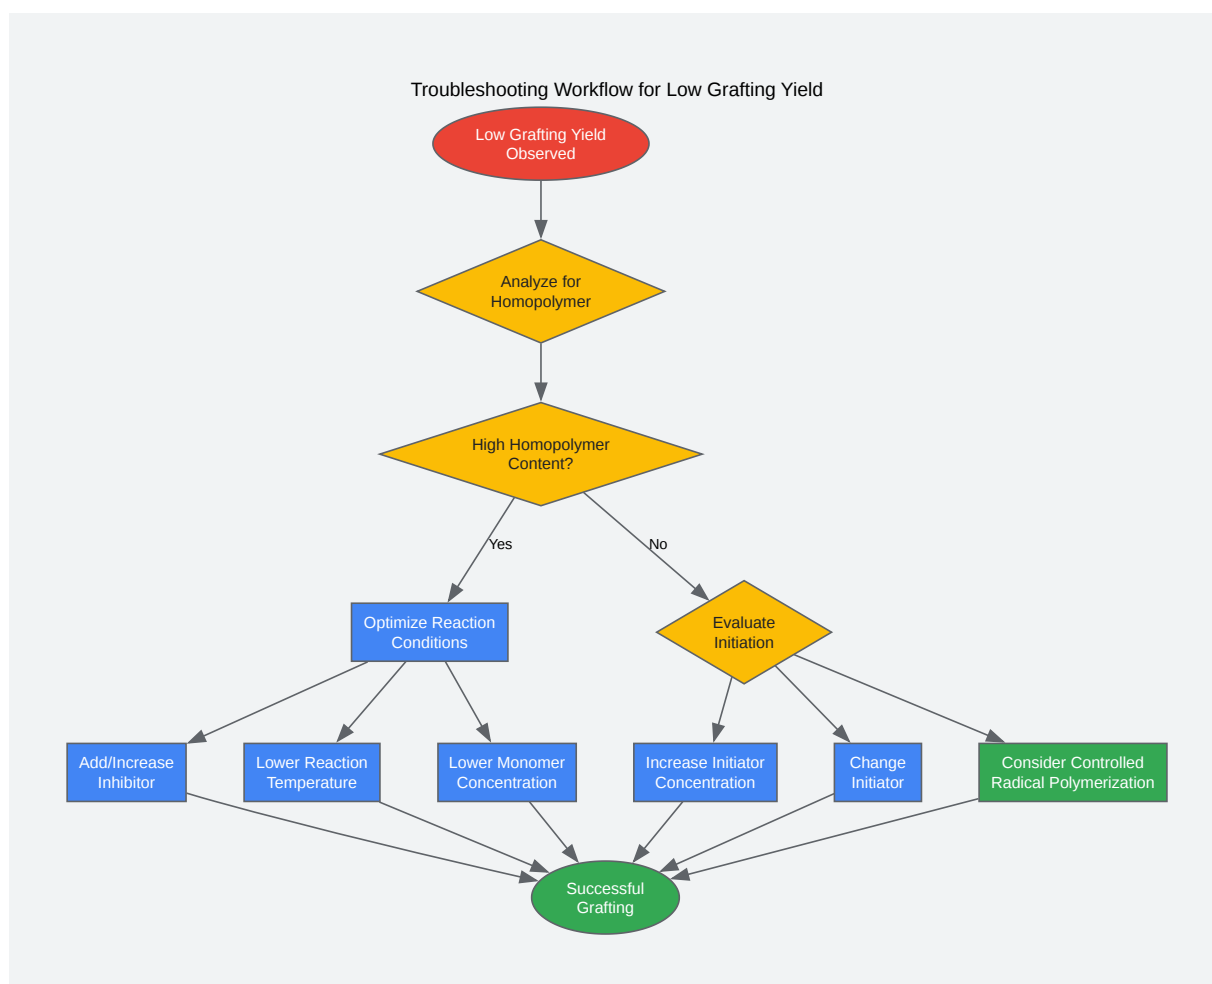 Troubleshooting Workflow for Low Grafting Yield
Low Grafting Yield
Observed
Analyze for
Homopolymer
High Homopolymer
Content?
Yes
No
Optimize Reaction
Conditions
Evaluate
Initiation
Add/Increase
Inhibitor
Lower Reaction
Temperature
Lower Monomer
Concentration
Increase Initiator
Concentration
Change
Initiator
Consider Controlled
Radical Polymerization
Successful
Grafting